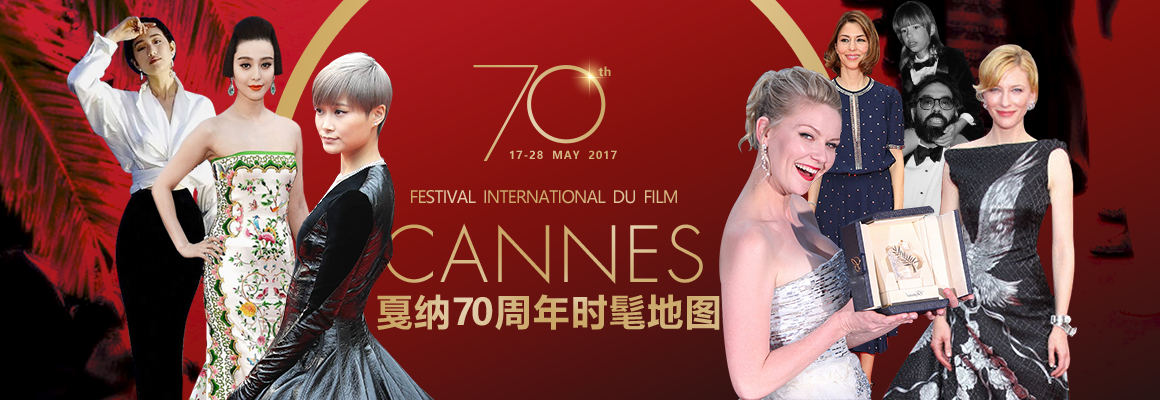 70th
17-28 MAY 2017
FESTIVAL INTERNATIONAL DU FILM
CANNES
戛纳70周年时髦地图